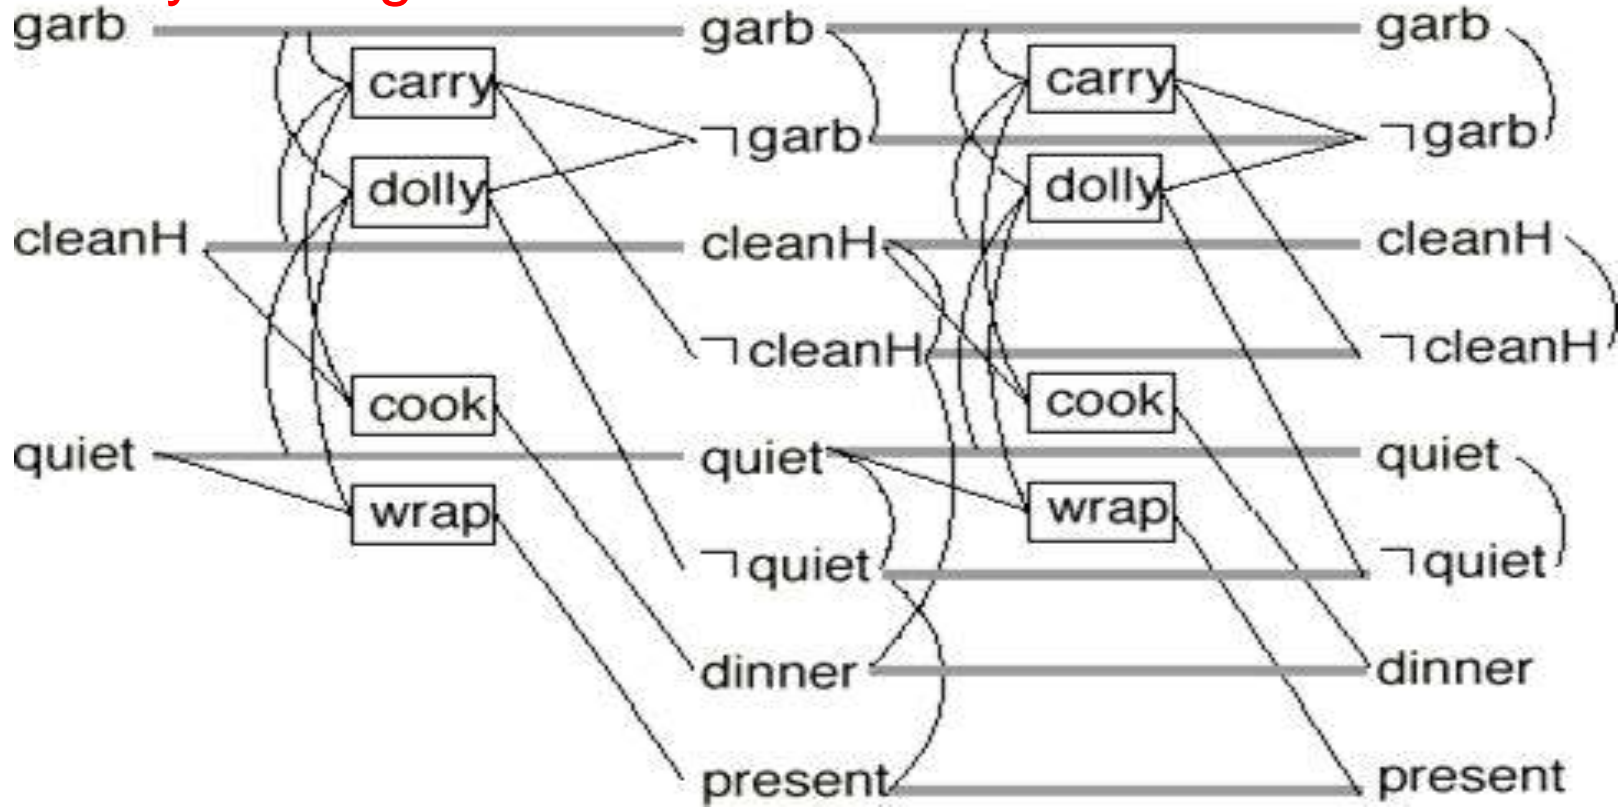 garb garb garb
carry carry
¬garb ¬garb
dolly dolly
cleanH cleanH cleanH
¬cleanH ¬cleanH
cook cook
quiet quiet quiet
wrap wrap
¬quiet ¬quiet
dinner dinner
present present